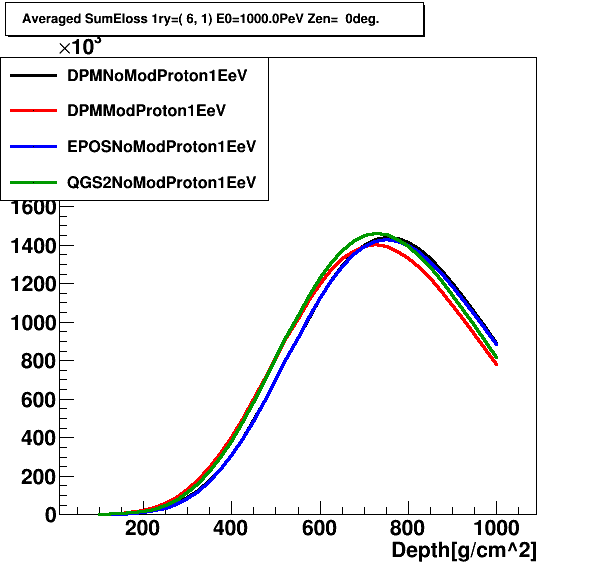 Averaged SumEloss 1ry=( 6, 1) E0=1000.0PeV Zen=  0deg.
×10³
DPMNoModProton1EeV
DPMModProton1EeV
EPOSNoModProton1EeV
QGS2NoModProton1EeV
1600
1400
1200
1000
800
600
400
200
0
200 400 600 800 1000
Depth[g/cm^2]